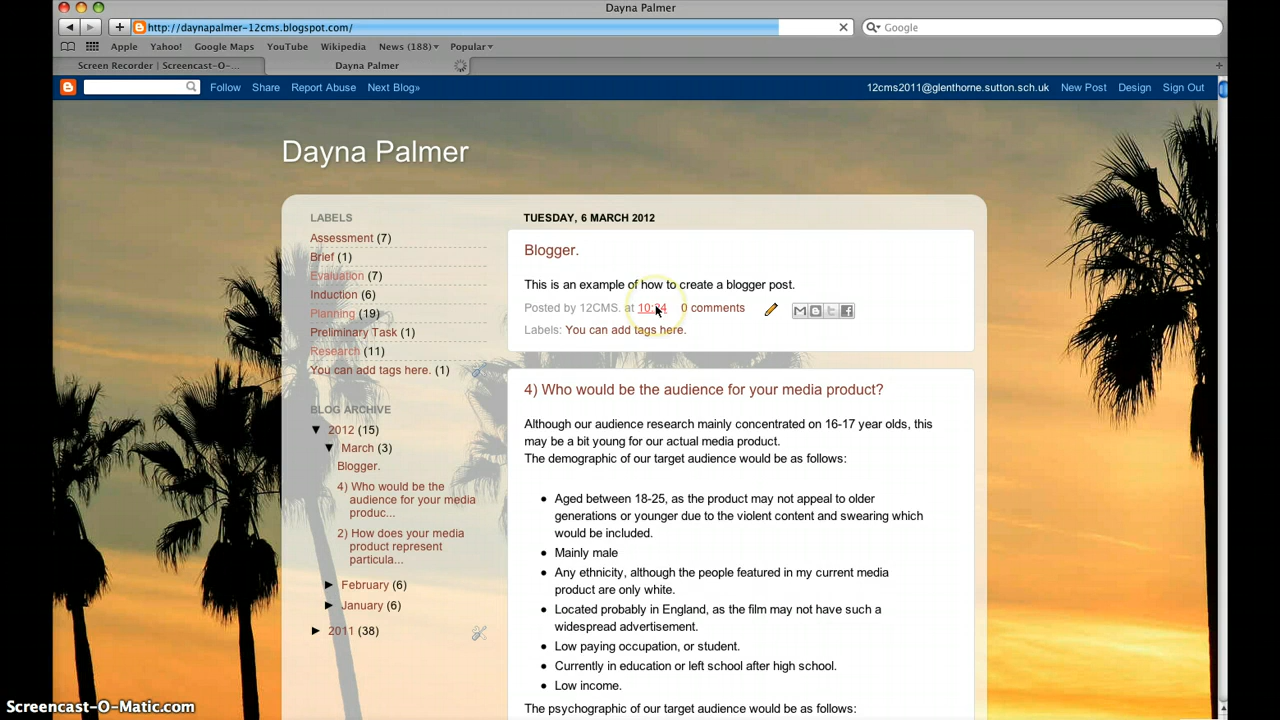 Dayna Palmer
http://daynapalmer-12cms.blogspot.com/
Google
Apple Yahoo! Google Maps YouTube Wikipedia News (188)▾ Popular▾
Screen Recorder | Screencast-O-...
Dayna Palmer
Follow Share Report Abuse Next Blog»
12cms2011@glenthorne.sutton.sch.uk New Post Design Sign Out
Dayna Palmer
LABELS
Assessment (7)
Brief (1)
Evaluation (7)
Induction (6)
Planning (19)
Preliminary Task (1)
Research (11)
You can add tags here. (1)
BLOG ARCHIVE
▼ 2012 (15)
▼ March (3)
Blogger.
4) Who would be the
audience for your media
produc...
2) How does your media
product represent
particula...
► February (6)
► January (6)
► 2011 (38)
TUESDAY, 6 MARCH 2012
Blogger.
This is an example of how to create a blogger post.
Posted by 12CMS. at 10:24 0 comments
Labels: You can add tags here.
4) Who would be the audience for your media product?
Although our audience research mainly concentrated on 16-17 year olds, this
may be a bit young for our actual media product.
The demographic of our target audience would be as follows:
• Aged between 18-25, as the product may not appeal to older
generations or younger due to the violent content and swearing which
would be included.
• Mainly male
• Any ethnicity, although the people featured in my current media
product are only white.
• Located probably in England, as the film may not have such a
widespread advertisement.
• Low paying occupation, or student.
• Currently in education or left school after high school.
• Low income.
The psychographic of our target audience would be as follows:
Screencast-O-Matic.com